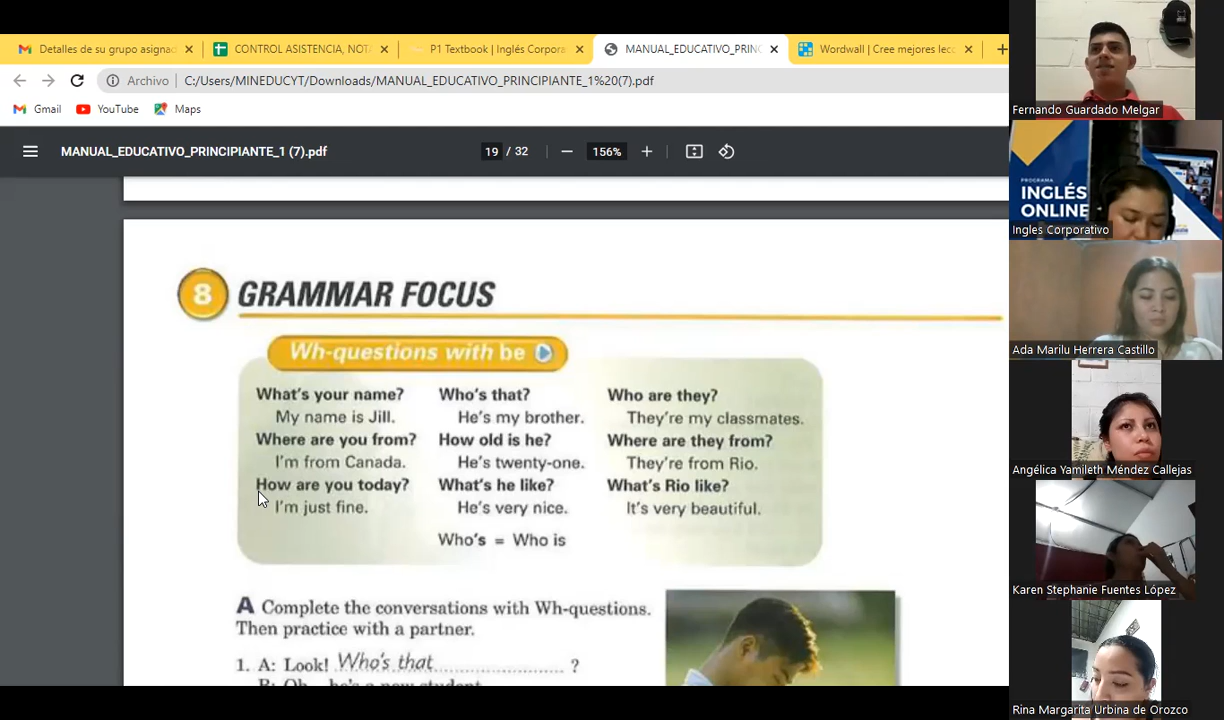 Detalles de su grupo asignad
CONTROL ASISTENCIA, NOTA
P1 Textbook | Inglés Corpora
MANUAL_EDUCATIVO_PRINC
Wordwall | Cree mejores lecc
Archivo
C:/Users/MINEDUCYT/Downloads/MANUAL_EDUCATIVO_PRINCIPIANTE_1%20(7).pdf
Gmail
YouTube
Maps
MANUAL_EDUCATIVO_PRINCIPIANTE_1 (7).pdf
19 / 32
156%
8 GRAMMAR FOCUS
Wh-questions with be
What's your name?
My name is Jill.
Where are you from?
I'm from Canada.
How are you today?
I'm just fine.
Who's that?
He's my brother.
How old is he?
He's twenty-one.
What's he like?
He's very nice.
Who's = Who is
Who are they?
They're my classmates.
Where are they from?
They're from Rio.
What's Rio like?
It's very beautiful.
A Complete the conversations with Wh-questions.
Then practice with a partner.
1. A: Look! Who's that ?
B: Oh, he's a new student
Fernando Guardado Melgar
PROGRAMA
INGLÉS
ONLINE
Ingles Corporativo
Ada Marilu Herrera Castillo
Angélica Yamileth Méndez Callejas
Karen Stephanie Fuentes López
Rina Margarita Urbina de Orozco